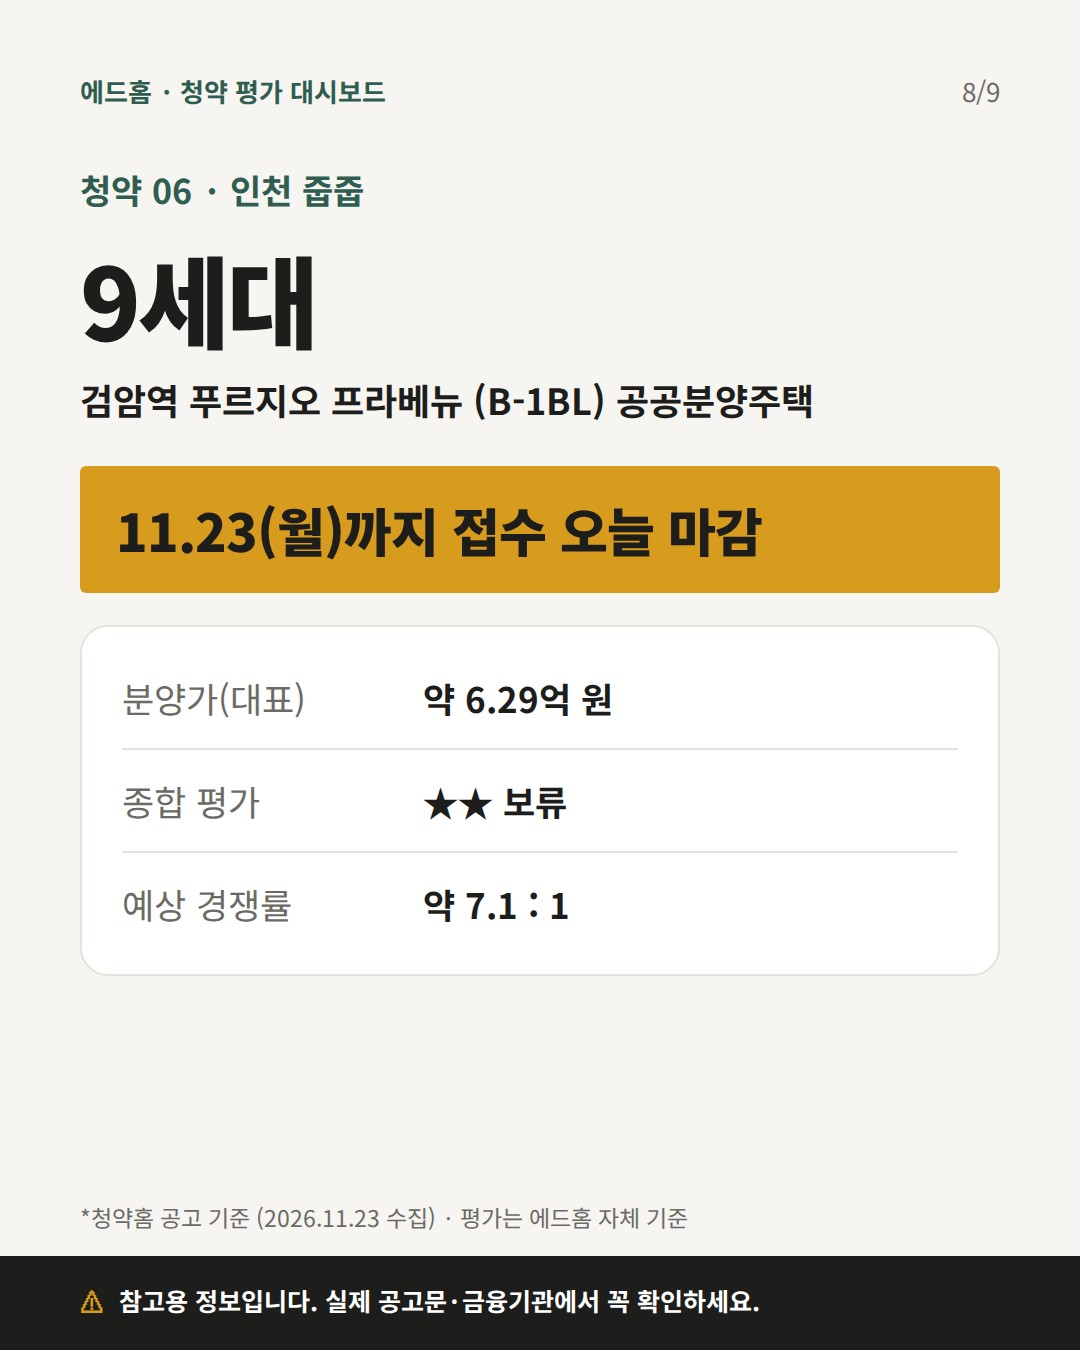 에드홈 · 청약 평가 대시보드
8/9
청약 06 · 인천 줍줍
9세대
검암역 푸르지오 프라베뉴 (B-1BL) 공공분양주택
11.23(월)까지 접수 오늘 마감
분양가(대표) 약 6.29억 원
종합 평가 ★★ 보류
예상 경쟁률 약 7.1 : 1
*청약홈 공고 기준 (2026.11.23 수집) · 평가는 에드홈 자체 기준
⚠ 참고용 정보입니다. 실제 공고문·금융기관에서 꼭 확인하세요.